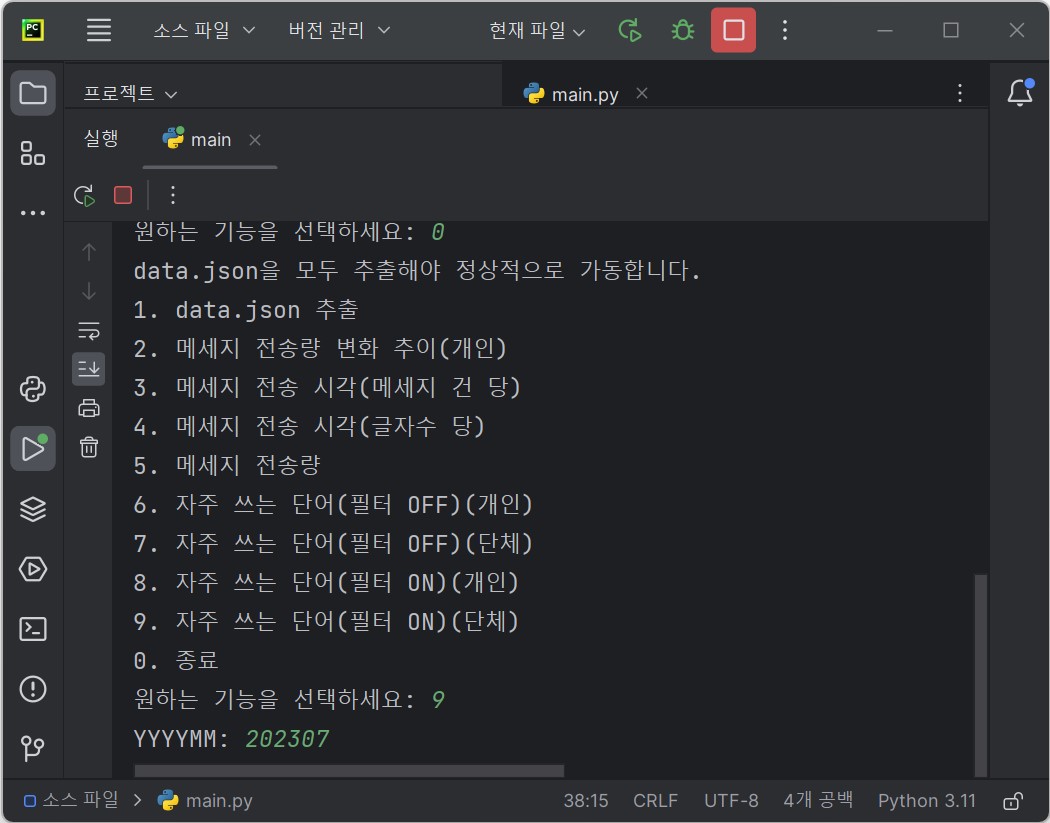 PC
소스 파일
버전 관리
현재 파일
프로젝트
main.py
실행
main
원하는 기능을 선택하세요: 0
data.json을 모두 추출해야 정상적으로 가동합니다.
1. data.json 추출
2. 메세지 전송량 변화 추이(개인)
3. 메세지 전송 시각(메세지 건 당)
4. 메세지 전송 시각(글자수 당)
5. 메세지 전송량
6. 자주 쓰는 단어(필터 OFF)(개인)
7. 자주 쓰는 단어(필터 OFF)(단체)
8. 자주 쓰는 단어(필터 ON)(개인)
9. 자주 쓰는 단어(필터 ON)(단체)
0. 종료
원하는 기능을 선택하세요: 9
YYYYMM: 202307
소스 파일 > main.py
38:15 CRLF UTF-8 4개 공백 Python 3.11